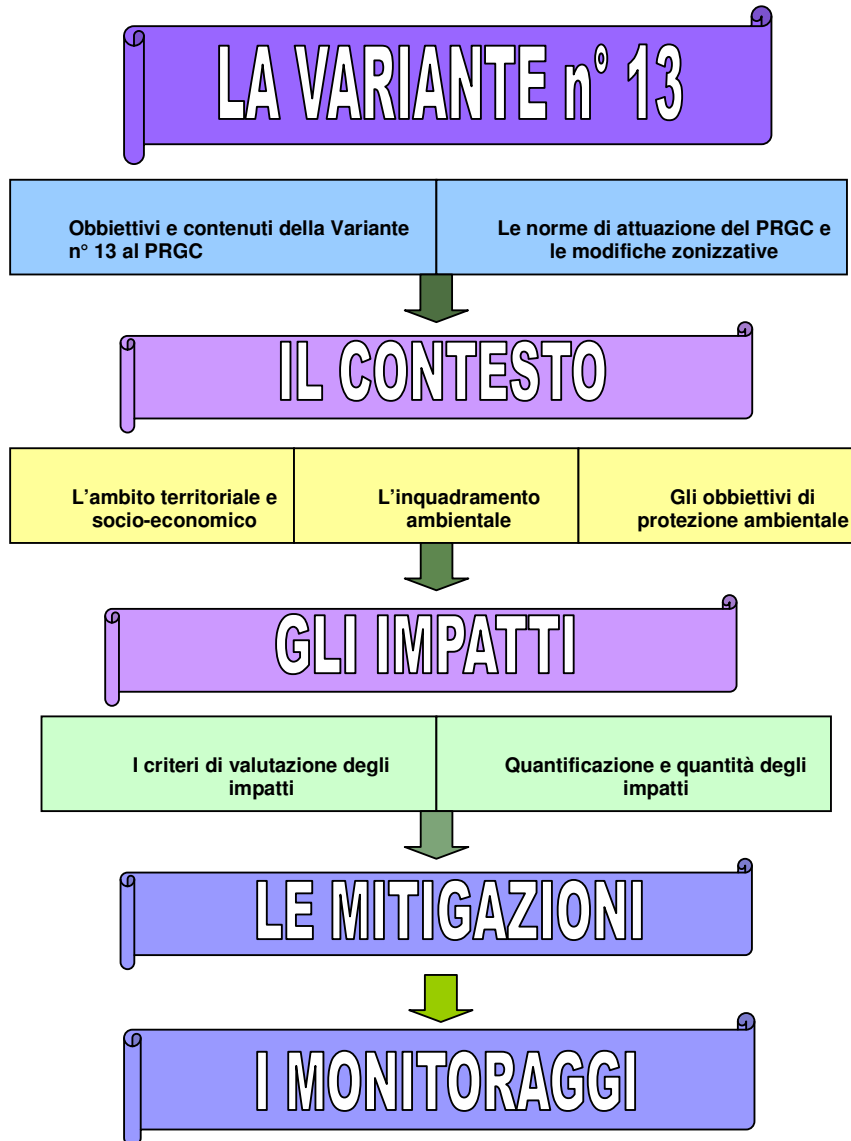 LA VARIANTE n° 13
Obbiettivi e contenuti della Variante
n° 13 al PRGC
Le norme di attuazione del PRGC e
le modifiche zonizzative
IL CONTESTO
L'ambito territoriale e
socio-economico
L'inquadramento
ambientale
Gli obbiettivi di
protezione ambientale
GLI IMPATTI
I criteri di valutazione degli
impatti
Quantificazione e quantità degli
impatti
LE MITIGAZIONI
I MONITORAGGI